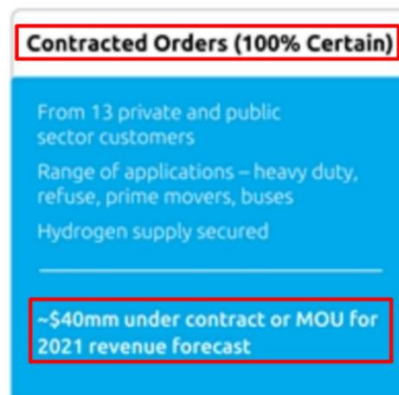 Contracted Orders (100% Certain)
From 13 private and public
sector customers
Range of applications – heavy duty,
refuse, prime movers, buses
Hydrogen supply secured
~$40mm under contract or MOU for
2021 revenue forecast